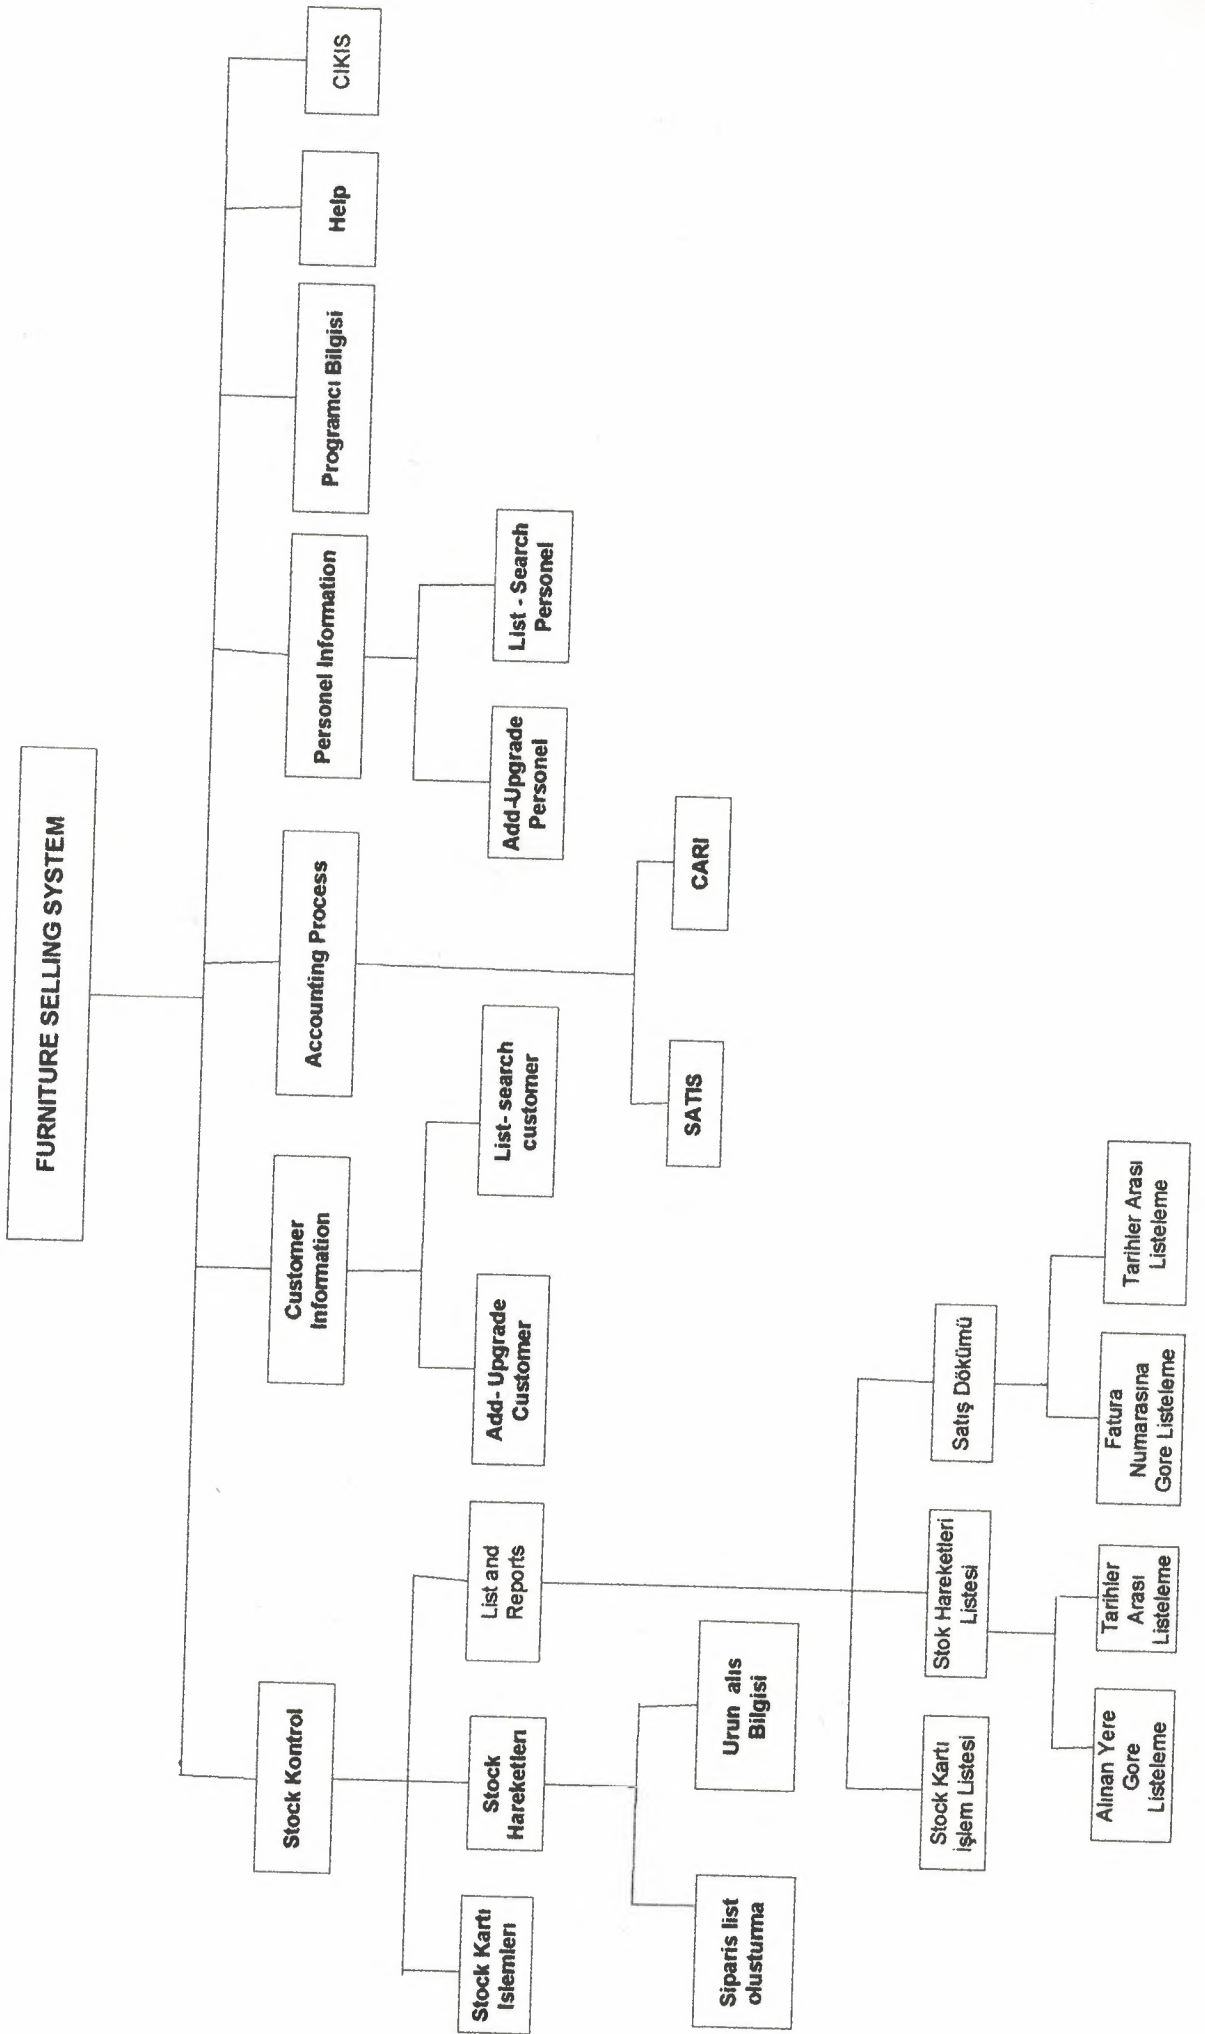 FURNITURE SELLING SYSTEM
Stock Kontrol
Customer
Information
Accounting Process
Personel Information
Programcı Bilgisi
Help
CIKIS
Stock Kartı
Islemlerı
Stock
Hareketlerı
List and
Reports
Add- Upgrade
Customer
List- search
customer
Add-Upgrade
Personel
List - Search
Personel
Siparis list
olusturma
Urun alıs
Bilgisi
SATIS
CARI
Stock Kartı
İşlem Listesi
Stok Hareketleri
Listesi
Satış Dökümü
Alınan Yere
Gore
Listeleme
Tarihler
Arası
Listeleme
Fatura
Numarasına
Gore Listeleme
Tarihler Arası
Listeleme